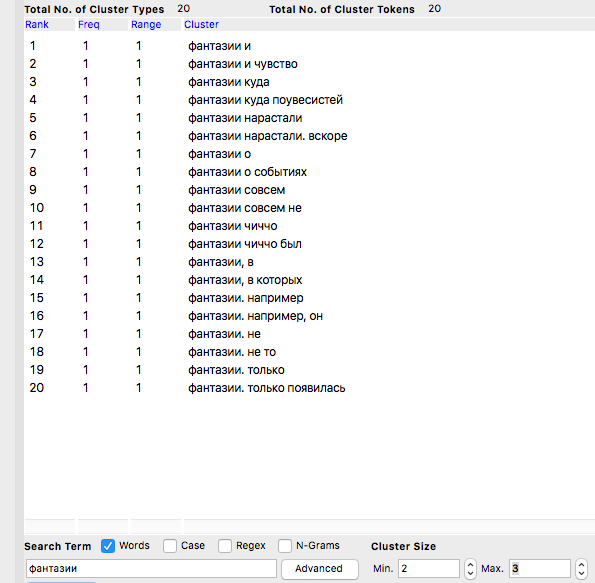 Total No. of Cluster Types 20 Total No. of Cluster Tokens 20
Rank Freq Range Cluster
1 1 1 фантазии и
2 1 1 фантазии и чувство
3 1 1 фантазии куда
4 1 1 фантазии куда поувесистей
5 1 1 фантазии нарастали
6 1 1 фантазии нарастали. вскоре
7 1 1 фантазии о
8 1 1 фантазии о событиях
9 1 1 фантазии совсем
10 1 1 фантазии совсем не
11 1 1 фантазии чиччо
12 1 1 фантазии чиччо был
13 1 1 фантазии, в
14 1 1 фантазии, в которых
15 1 1 фантазии. например
16 1 1 фантазии. например, он
17 1 1 фантазии. не
18 1 1 фантазии. не то
19 1 1 фантазии. только
20 1 1 фантазии. только появилась
Search Term Words Case Regex N-Grams Cluster Size
фантазии Advanced Min. 2 Max. 3